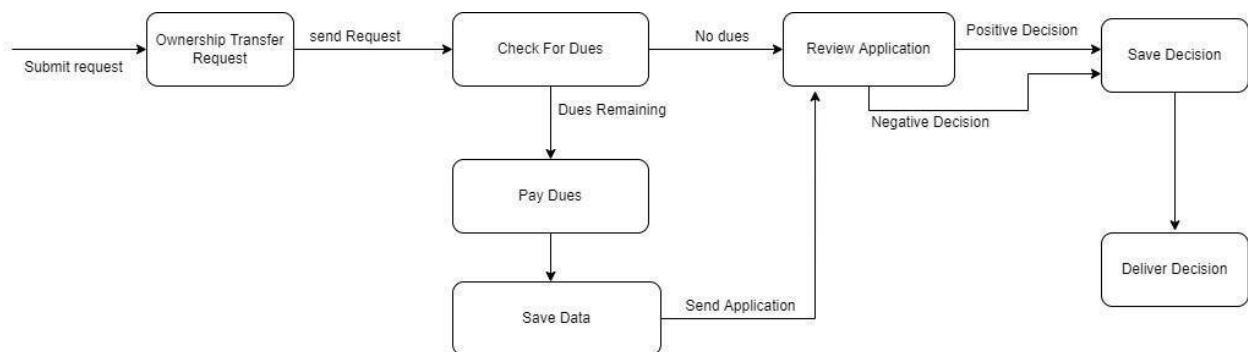 Submit request
Ownership Transfer
Request
send Request
Check For Dues
No dues
Review Application
Positive Decision
Negative Decision
Save Decision
Dues Remaining
Pay Dues
Save Data
Send Application
Deliver Decision